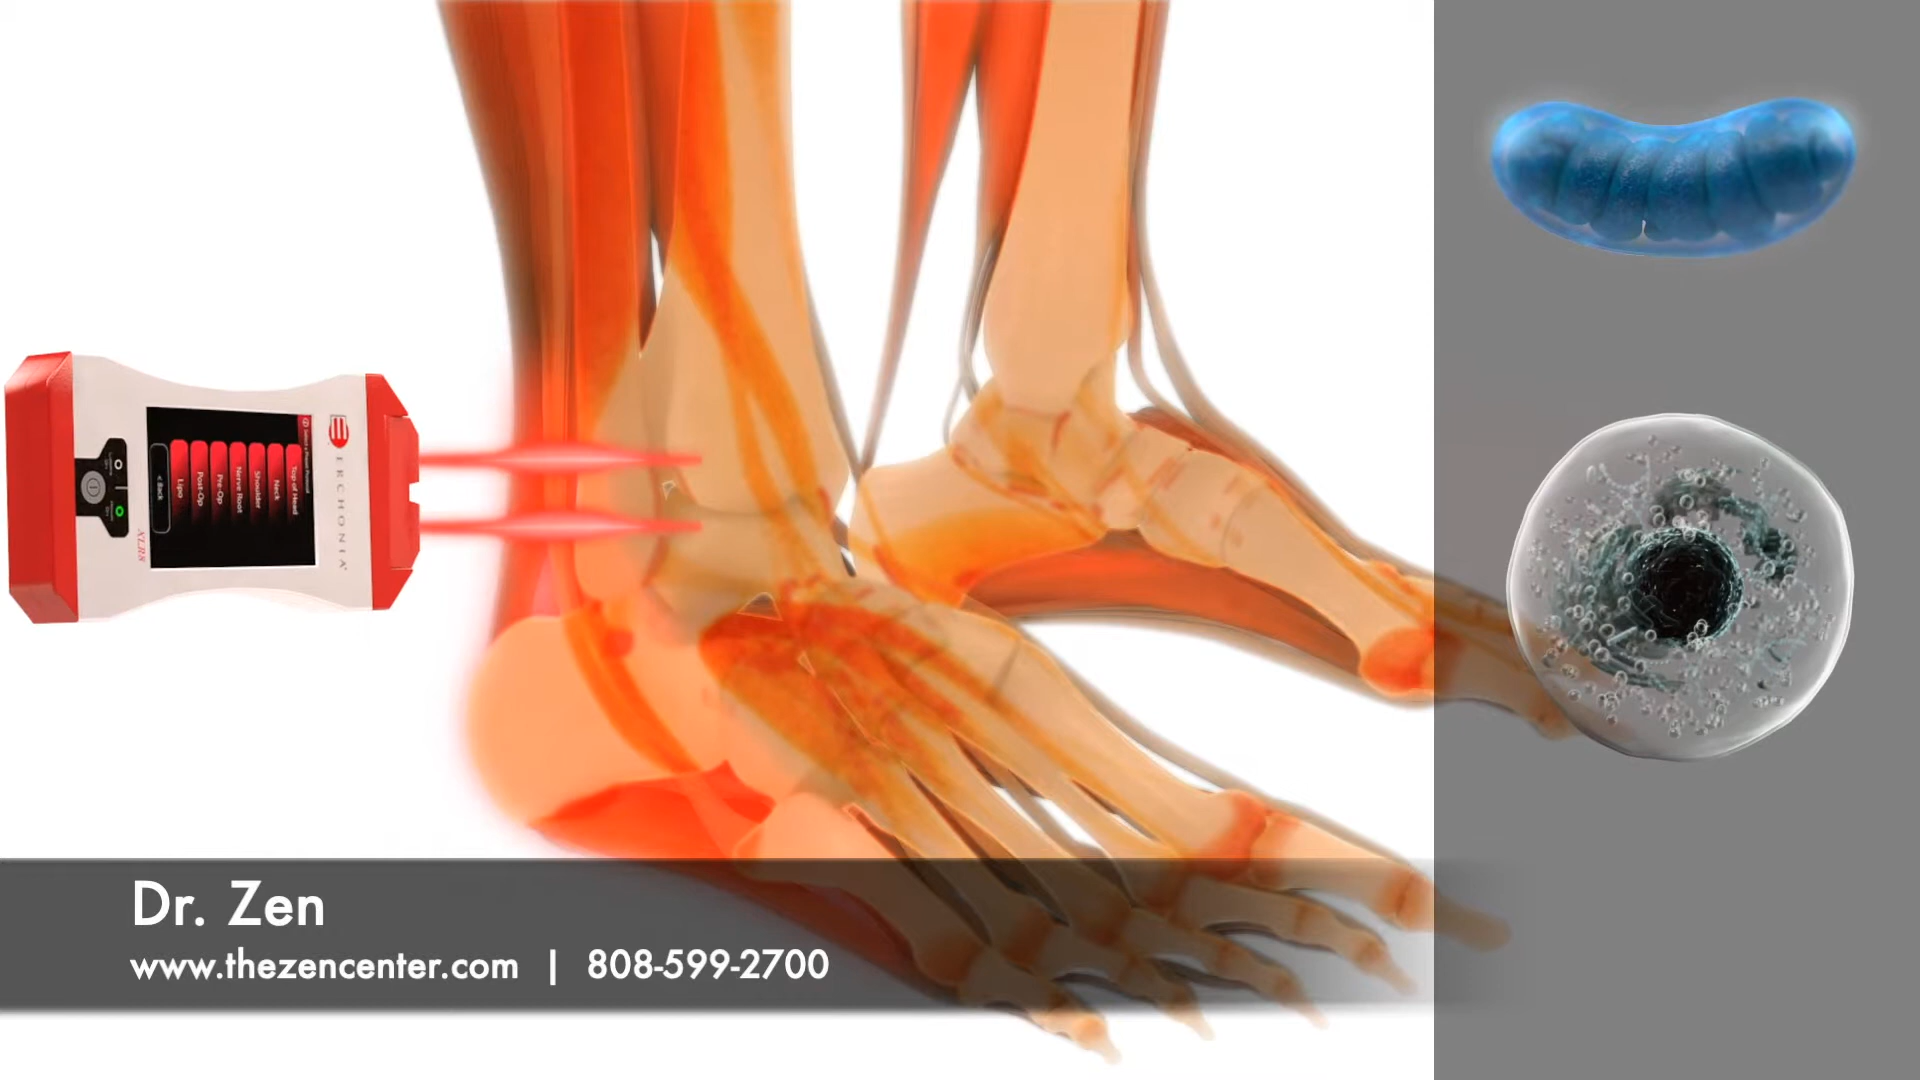 ERCHONIA
XLR8
Top of Head
Neck
Shoulder
Nerve Root
Pre-Op
Post-Op
Lipo
< Back
Dr. Zen
www.thezencenter.com | 808-599-2700